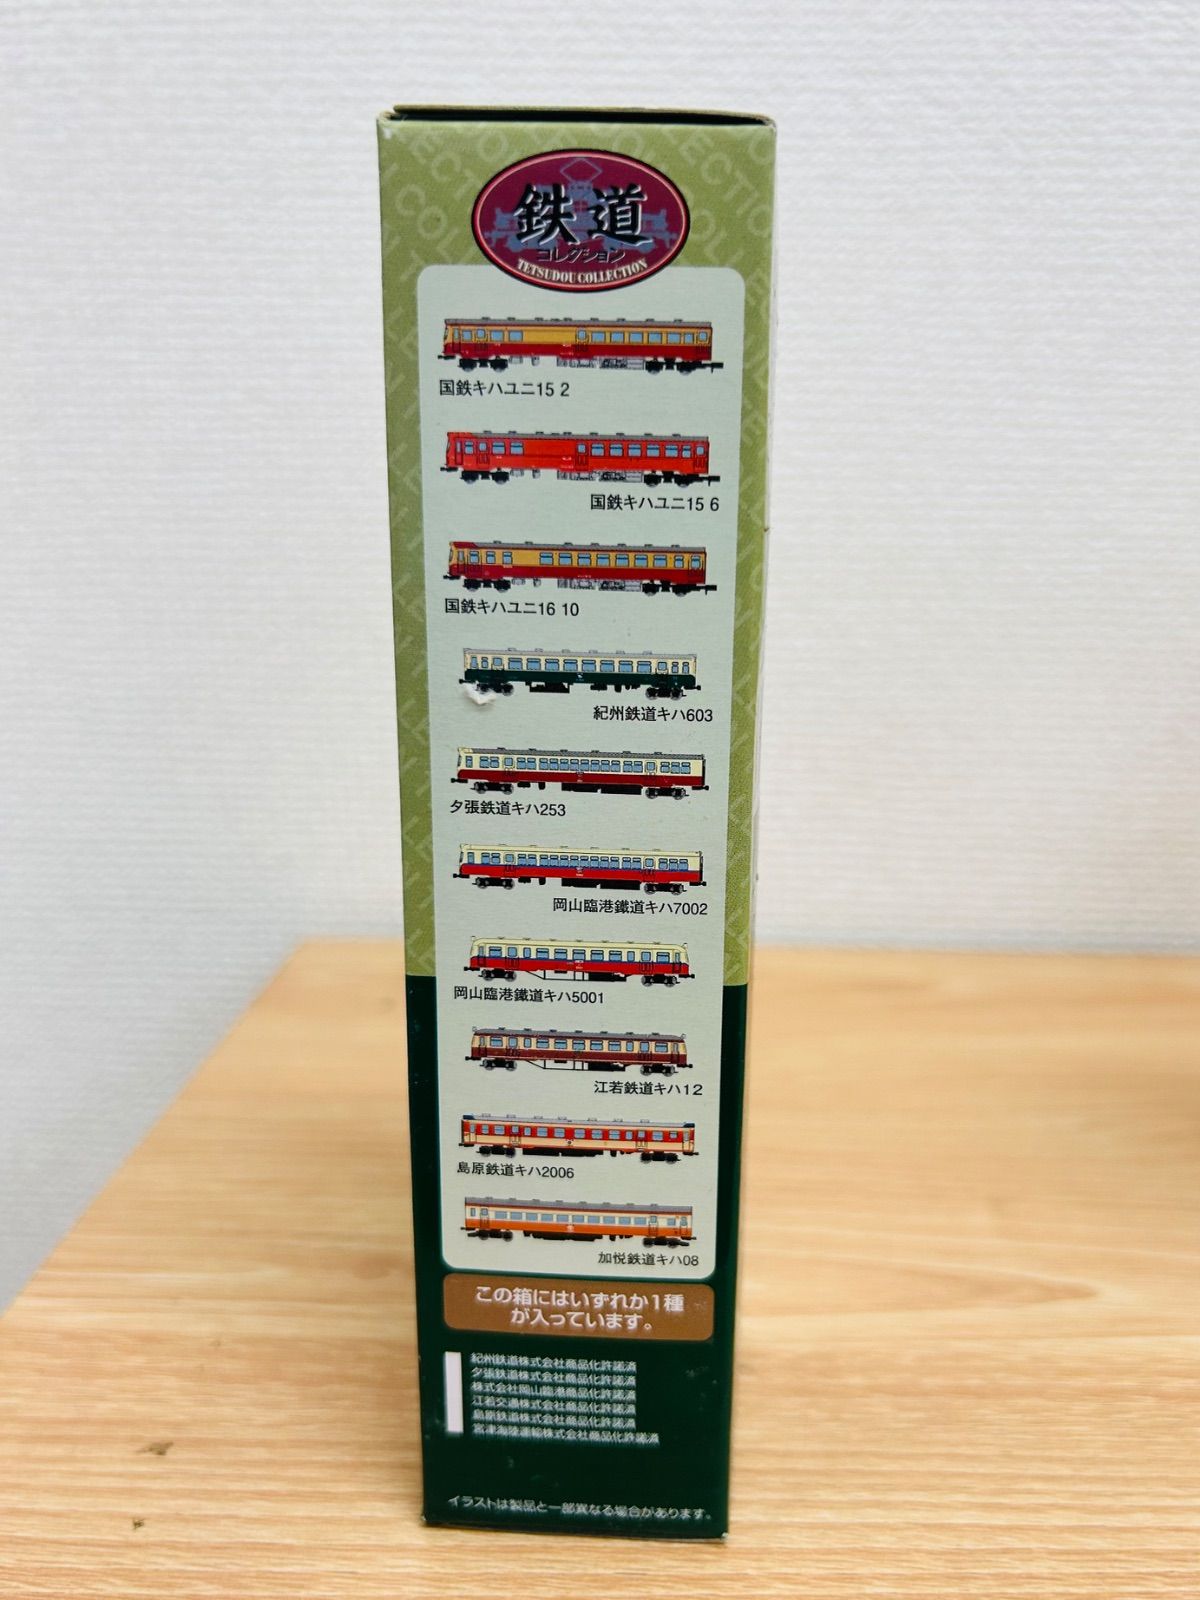 鉄道
コレクション
TETSUDOU COLLECTION
国鉄キハユニ15 2
国鉄キハユニ15 6
国鉄キハユニ16 10
紀州鉄道キハ603
夕張鉄道キハ253
岡山臨港鐵道キハ7002
岡山臨港鐵道キハ5001
江若鉄道キハ12
島原鉄道キハ2006
加悦鉄道キハ08
この箱にはいずれか1種
が入っています。
紀州鉄道株式会社商品化許諾済
夕張鉄道株式会社商品化許諾済
株式会社岡山臨港商品化許諾済
江若交通株式会社商品化許諾済
島原鉄道株式会社商品化許諾済
宮津海陸運輸株式会社商品化許諾済
イラストは製品と一部異なる場合があります。